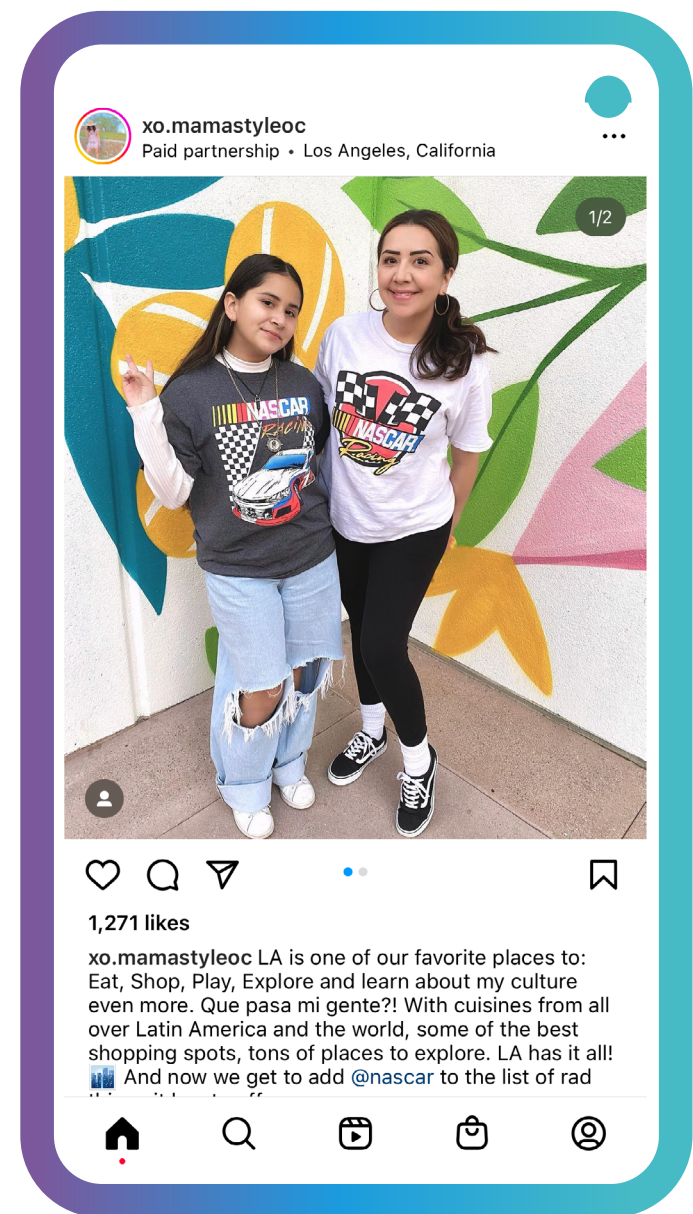 xo.mamastyleoc
Paid partnership • Los Angeles, California
1/2
NASCAR
RACING
NASCAR
Racing
1,271 likes
xo.mamastyleoc LA is one of our favorite places to:
Eat, Shop, Play, Explore and learn about my culture
even more. Que pasa mi gente?! With cuisines from all
over Latin America and the world, some of the best
shopping spots, tons of places to explore. LA has it all!
🏙️ And now we get to add @nascar to the list of rad